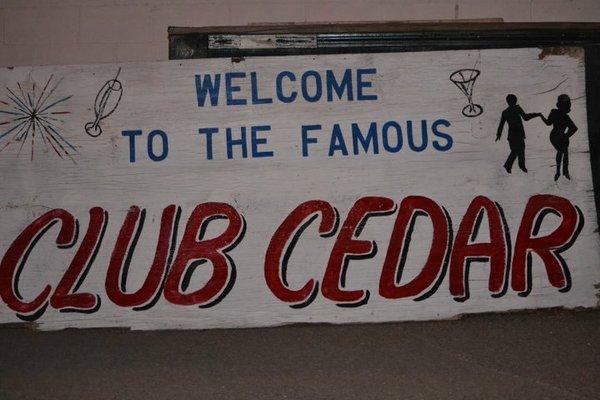 WELCOME
TO THE FAMOUS
CLUB CEDAR